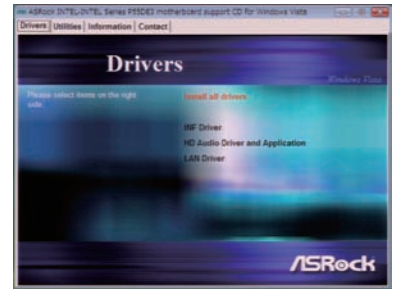 ASRock INTEL-INTEL Series P55DE3 motherboard support CD for Windows Vista
Drivers Utilities Information Contact
Drivers
Windows Vista
Please select items on the right
side.
Install all drivers
INF Driver
HD Audio Driver and Application
LAN Driver
ASRock